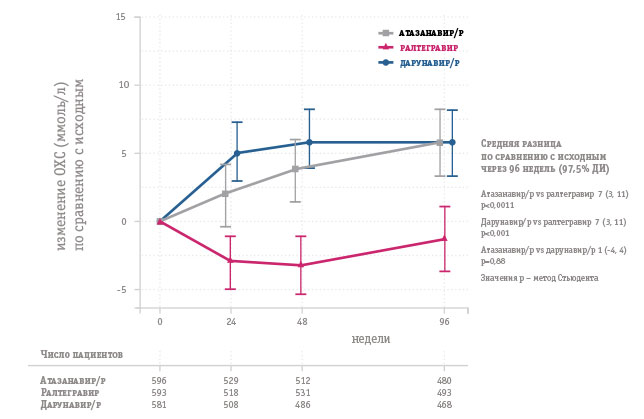 15
10
5
0
-5
изменение ОХС (ммоль/л)
по сравнению с исходным
Атазанавир/р
ралтегравир
дарунавир/р
0 24 48 96
недели
Средняя разница
по сравнению с исходным
через 96 недель (97,5% ДИ)
Атазанавир/р vs ралтегравир 7 (3, 11)
p<0,0011
Дарунавир/р vs ралтегравир 7 (3, 11)
p<0,001
Атазанавир/р vs дарунавир/р 1 (-4, 4)
p=0,88
Значения р – метод Стьюдента
Число пациентов
Атазанавир/р 596 529 512 480
Ралтегравир 593 518 531 493
Дарунавир/р 581 508 486 468